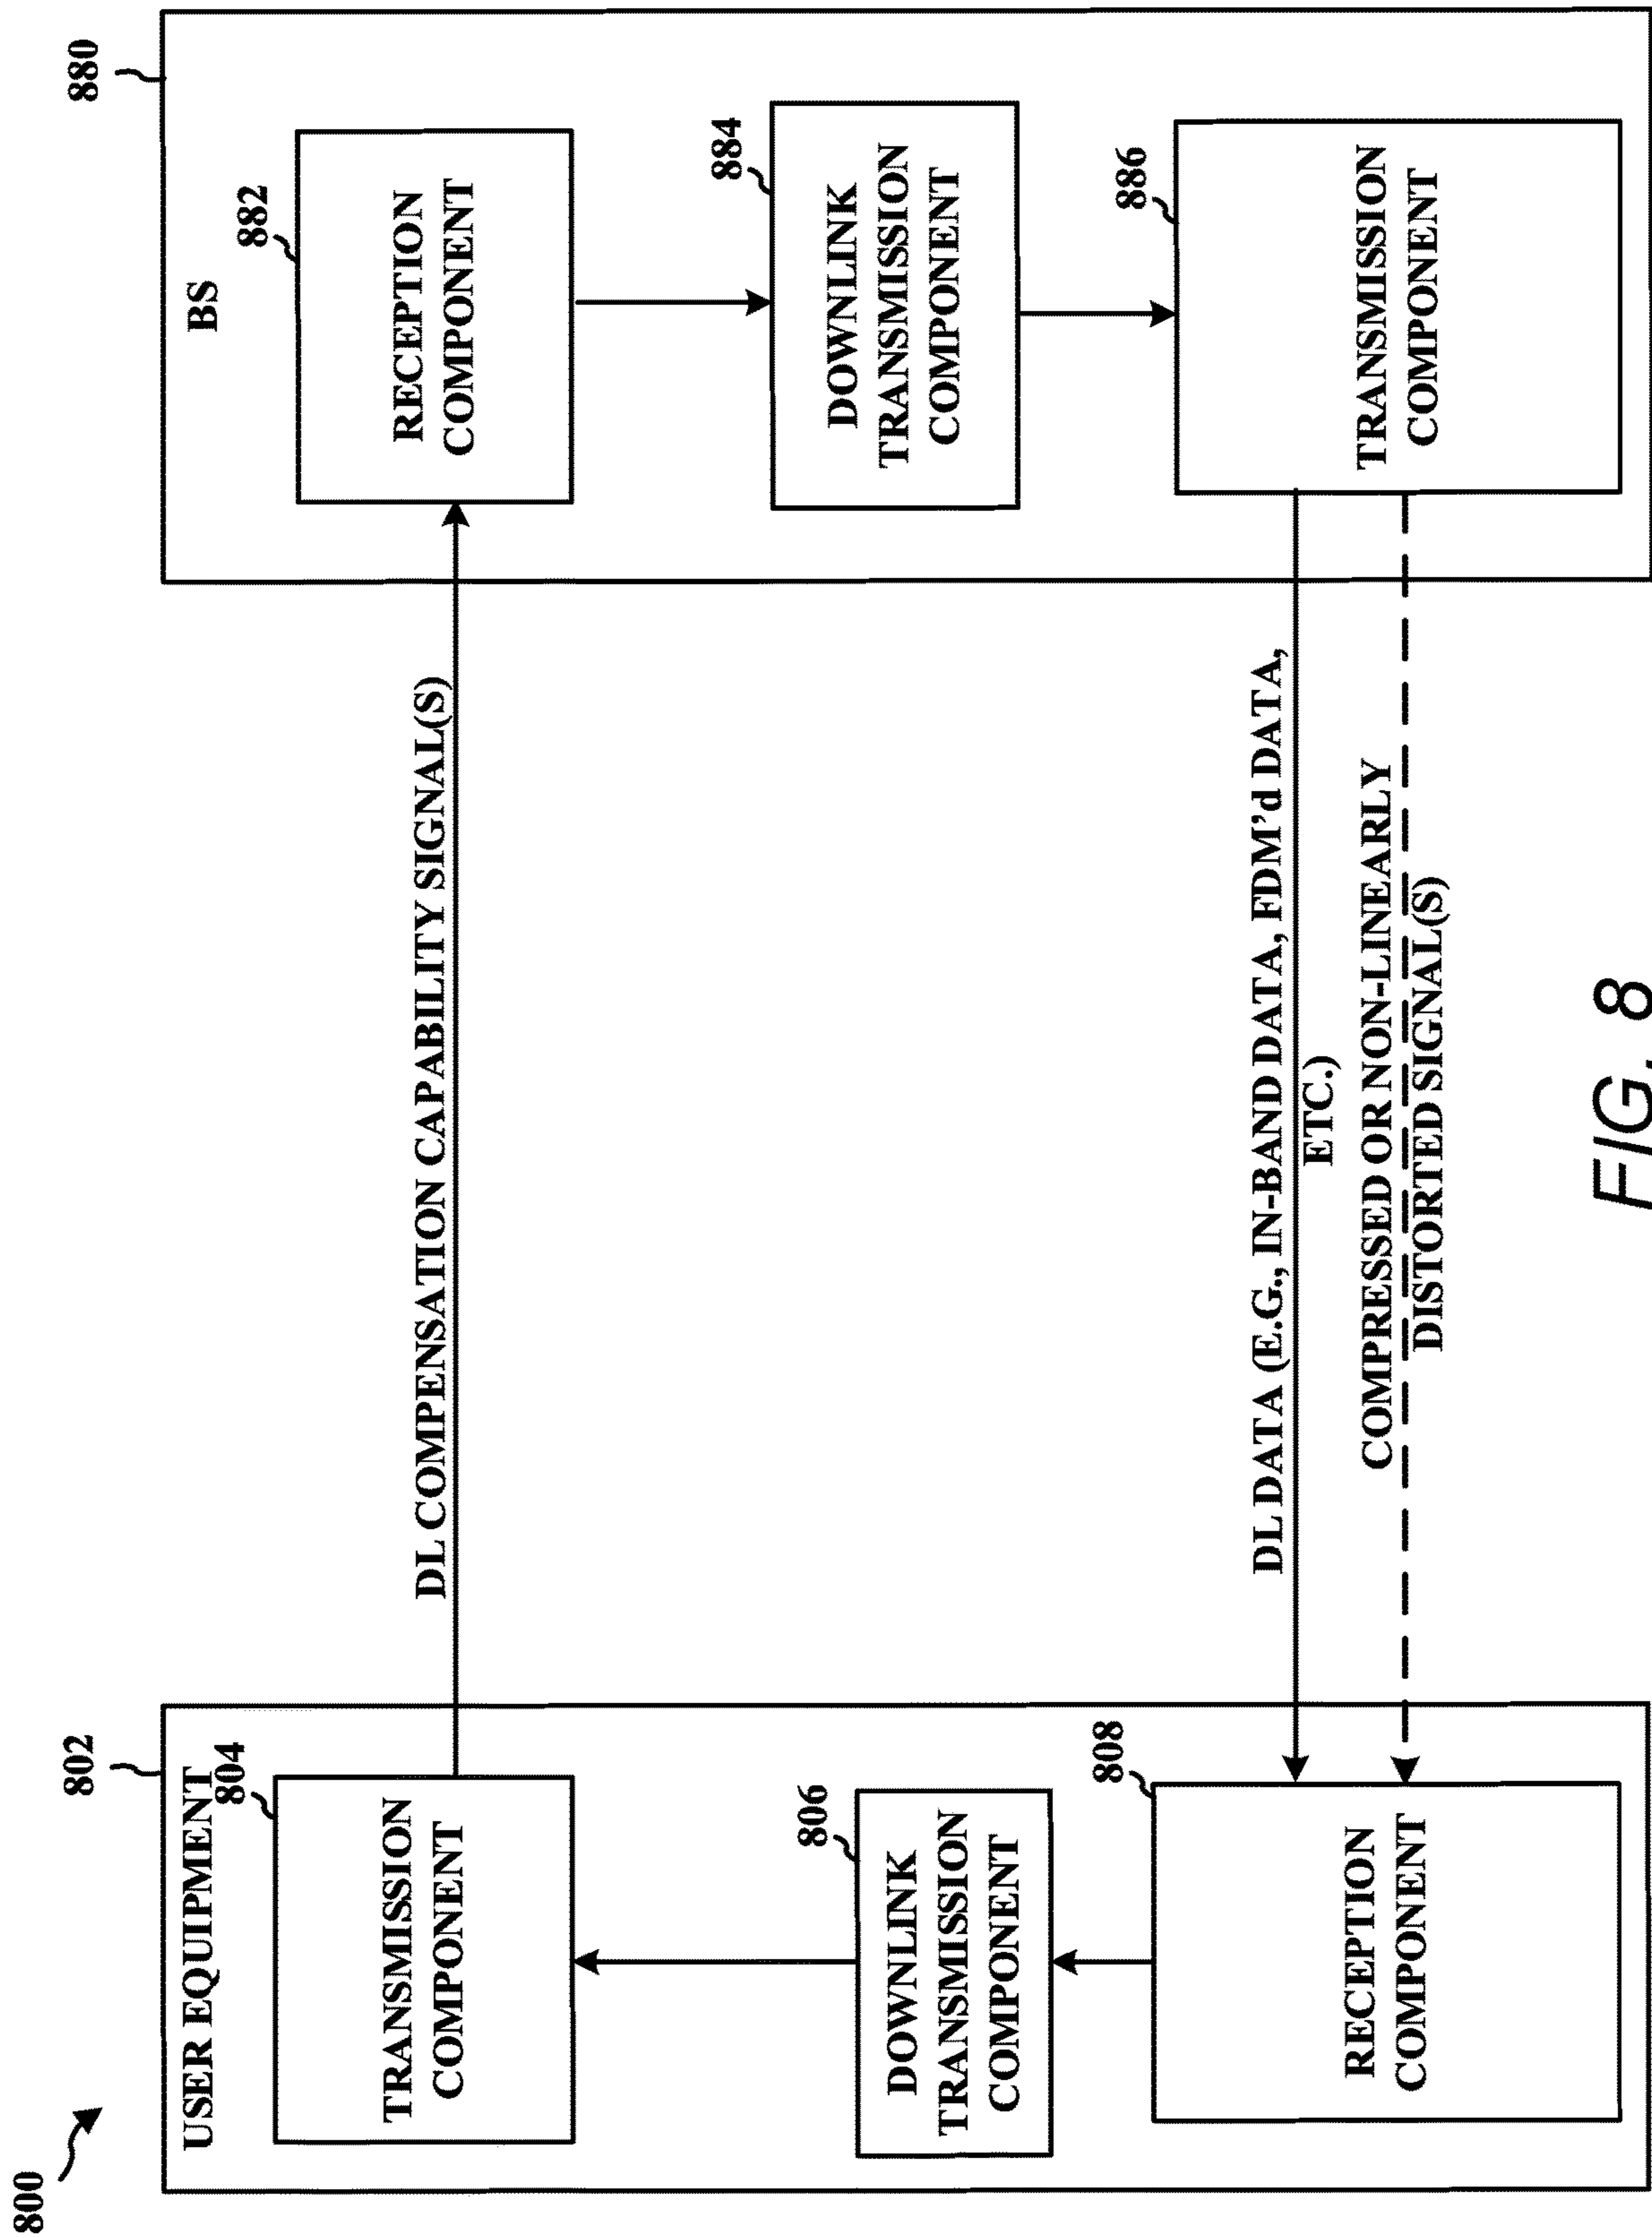 800
802
USER EQUIPMENT
804
TRANSMISSION
COMPONENT
806
DOWNLINK
TRANSMISSION
COMPONENT
808
RECEPTION
COMPONENT
DL COMPENSATION CAPABILITY SIGNAL(S)
DL DATA (E.G., IN-BAND DATA, FDM'd DATA,
ETC.)
COMPRESSED OR NON-LINEARLY
DISTORTED SIGNAL(S)
880
BS
882
RECEPTION
COMPONENT
884
DOWNLINK
TRANSMISSION
COMPONENT
886
TRANSMISSION
COMPONENT
FIG. 8